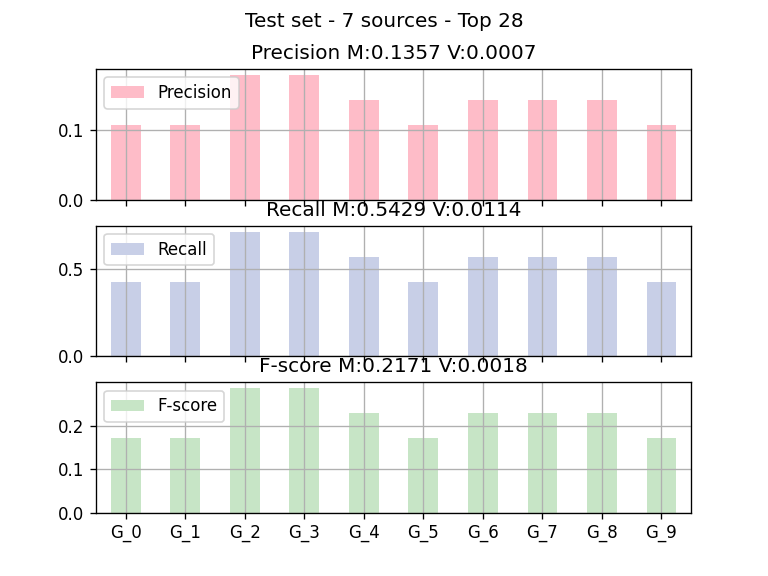 Test set - 7 sources - Top 28
Precision M:0.1357 V:0.0007
Precision
0.1
0.0
Recall M:0.5429 V:0.0114
Recall
0.5
0.0
F-score M:0.2171 V:0.0018
F-score
0.2
0.1
0.0
G_0 G_1 G_2 G_3 G_4 G_5 G_6 G_7 G_8 G_9